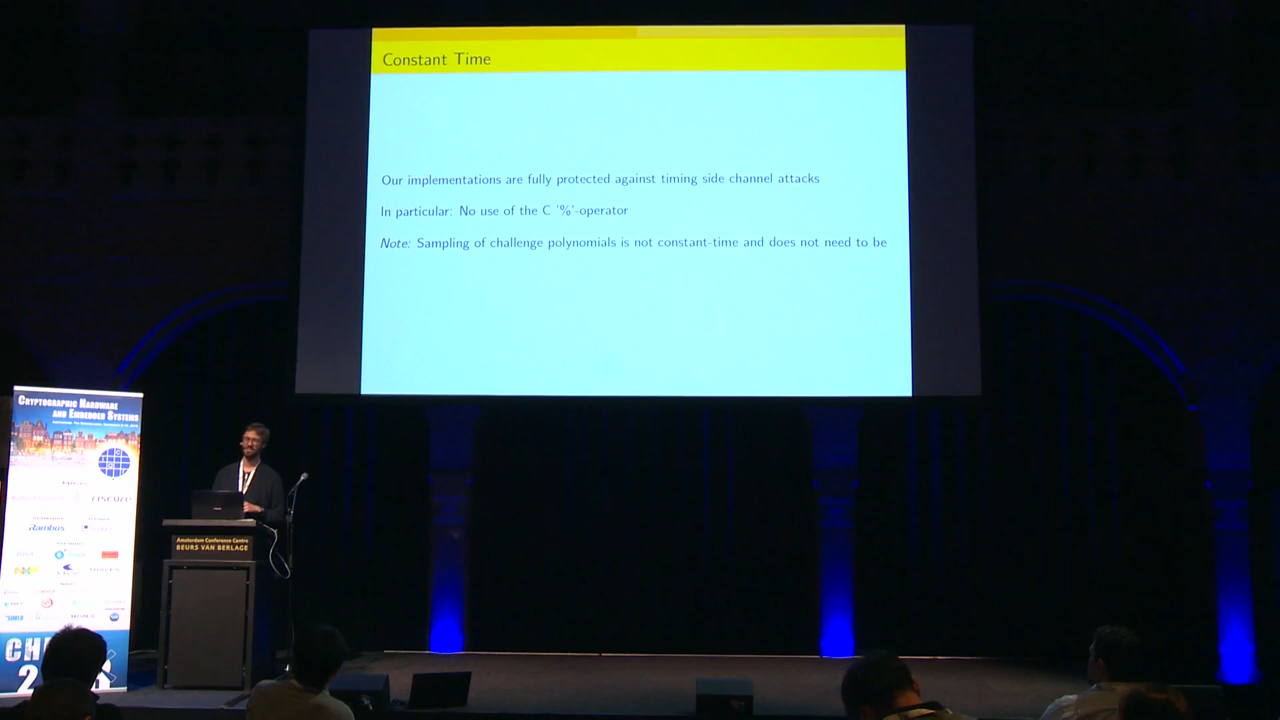 Constant Time
Our implementations are fully protected against timing side channel attacks
In particular: No use of the C '%'-operator
Note: Sampling of challenge polynomials is not constant-time and does not need to be
CRYPTOGRAPHIC HARDWARE
AND EMBEDDED SYSTEMS
riscure
Rambus
Amsterdam Conference Centre
BEURS VAN BERLAGE